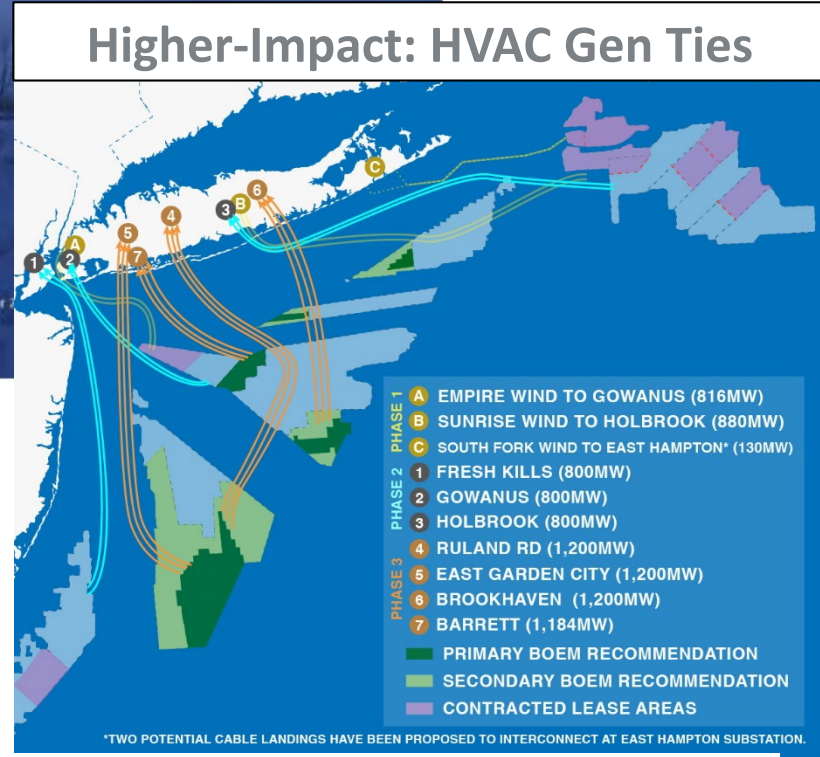 Higher-Impact: HVAC Gen Ties
C
6
3 B
4
5
A
7
1 2
PHASE 1
A EMPIRE WIND TO GOWANUS (816MW)
B SUNRISE WIND TO HOLBROOK (880MW)
C SOUTH FORK WIND TO EAST HAMPTON* (130MW)
PHASE 2
1 FRESH KILLS (800MW)
2 GOWANUS (800MW)
3 HOLBROOK (800MW)
PHASE 3
4 RULAND RD (1,200MW)
5 EAST GARDEN CITY (1,200MW)
6 BROOKHAVEN (1,200MW)
7 BARRETT (1,184MW)
PRIMARY BOEM RECOMMENDATION
SECONDARY BOEM RECOMMENDATION
CONTRACTED LEASE AREAS
*TWO POTENTIAL CABLE LANDINGS HAVE BEEN PROPOSED TO INTERCONNECT AT EAST HAMPTON SUBSTATION.